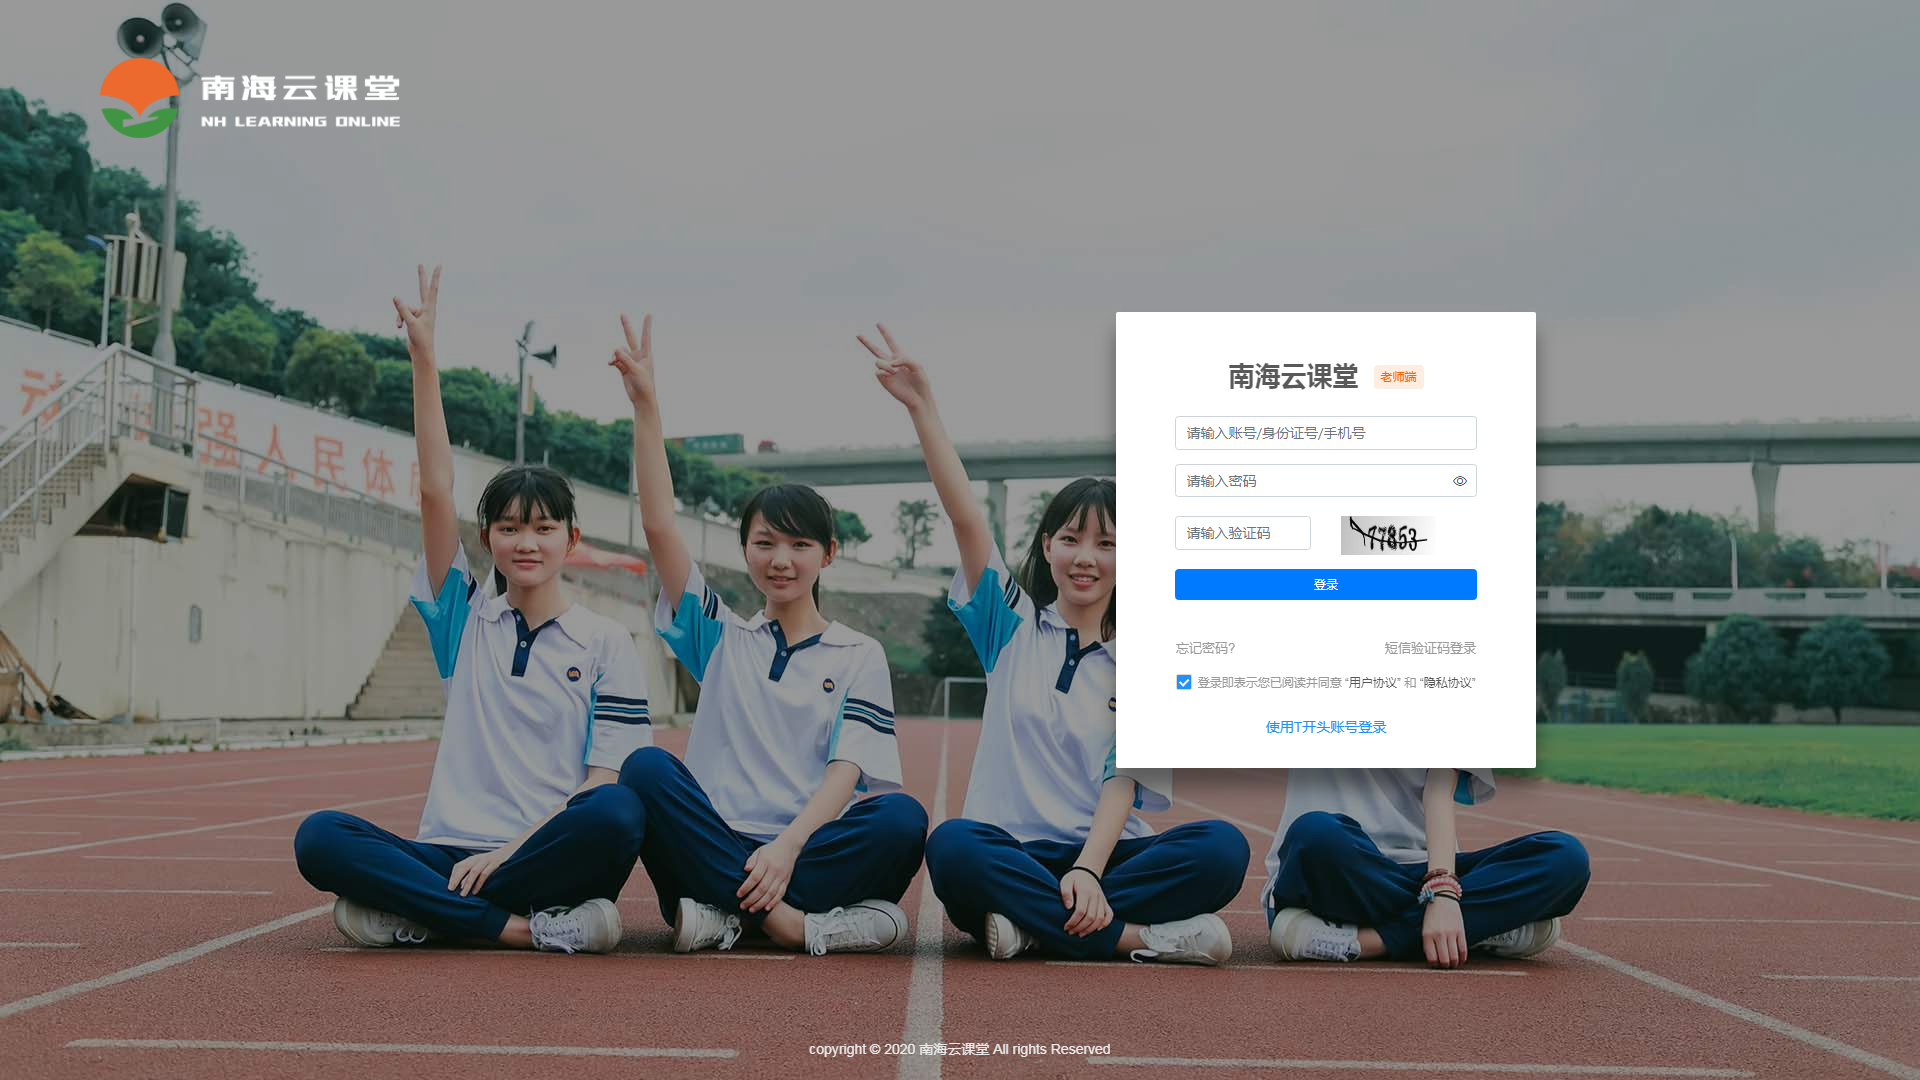 南海云课堂
NH LEARNING ONLINE
强人民体
南海云课堂 老师端
请输入账号/身份证号/手机号
请输入密码
请输入验证码 77853
登录
忘记密码? 短信验证码登录
登录即表示您已阅读并同意 “用户协议” 和 “隐私协议”
使用T开头账号登录
copyright © 2020 南海云课堂 All rights Reserved